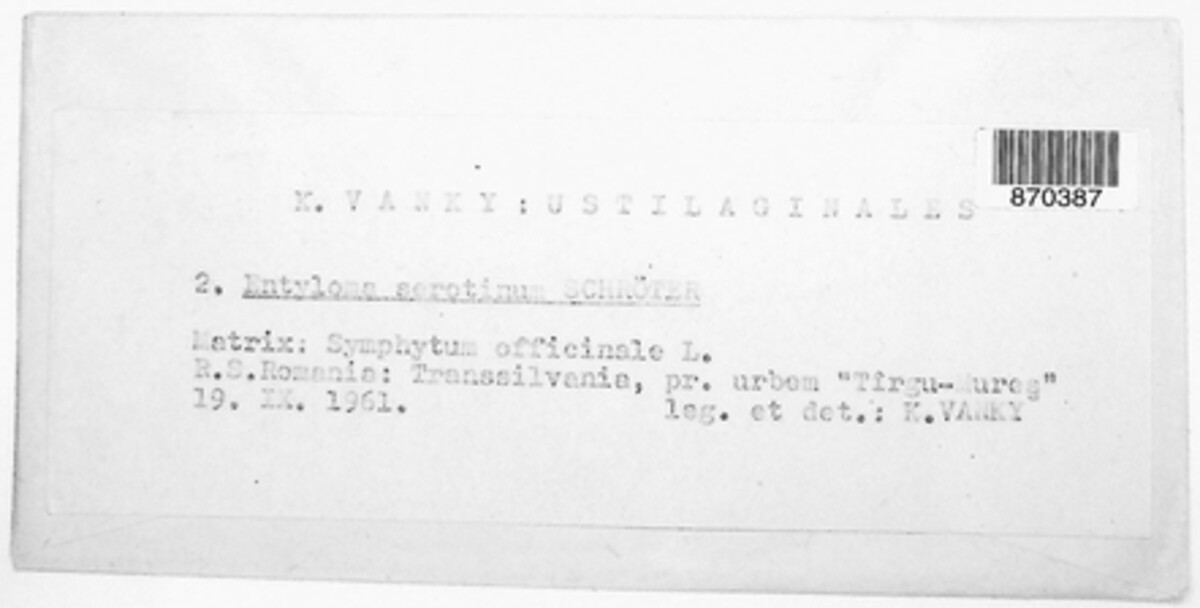 870387
K. VANKY: USTILAGINALES
2. Entyloma serotinum SCHRÖTER
Matrix: Symphytum officinale L.
R.S.Romania: Transsilvania, pr. urbem "Tîrgu-Mureş"
19. IX. 1961. leg. et det.: K.VANKY